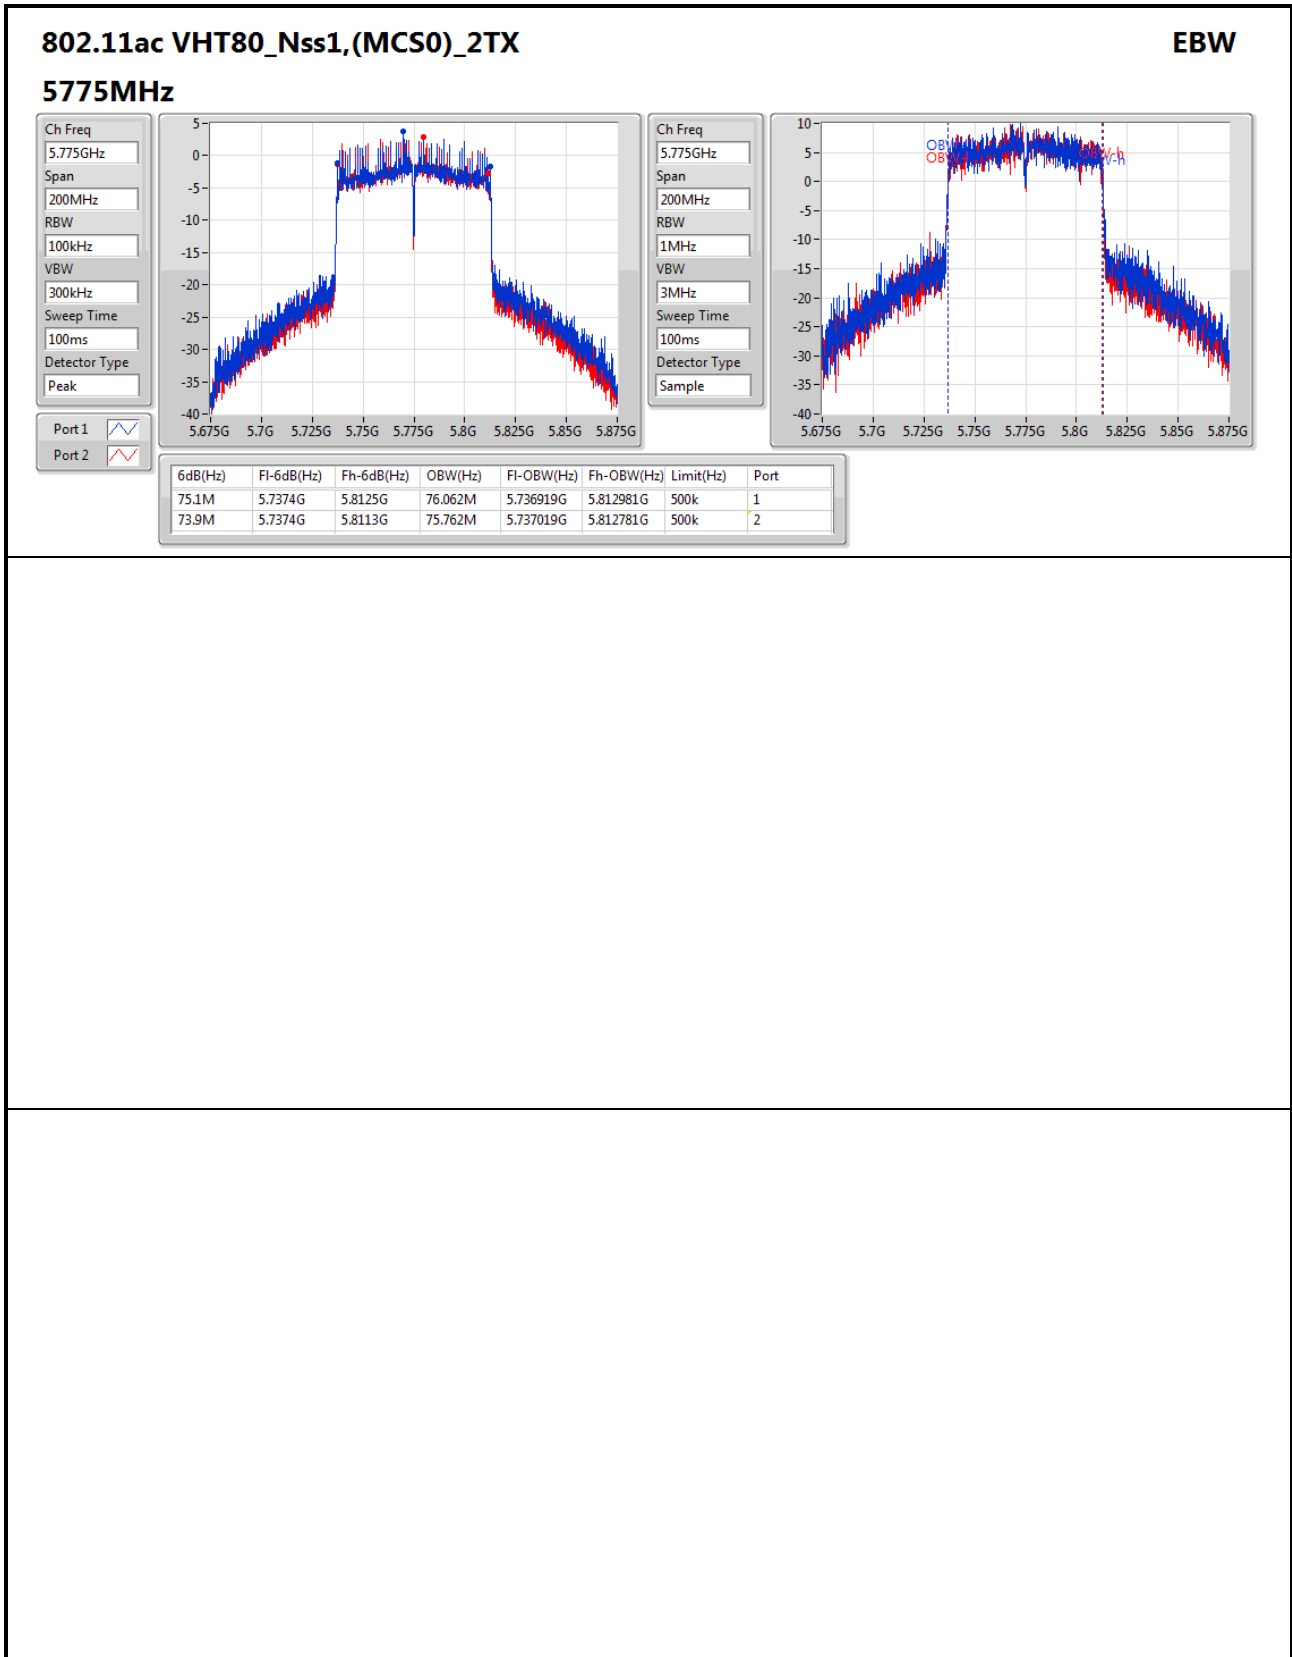 802.11ac VHT80_Nss1,(MCS0)_2TX
EBW
5775MHz
Ch Freq
5.775GHz
Span
200MHz
RBW
100kHz
VBW
300kHz
Sweep Time
100ms
Detector Type
Peak
Port 1
Port 2
5
0
-5
-10
-15
-20
-25
-30
-35
-40
5.675G 5.7G 5.725G 5.75G 5.775G 5.8G 5.825G 5.85G 5.875G
Ch Freq
5.775GHz
Span
200MHz
RBW
1MHz
VBW
3MHz
Sweep Time
100ms
Detector Type
Sample
10
5
0
-5
-10
-15
-20
-25
-30
-35
-40
5.675G 5.7G 5.725G 5.75G 5.775G 5.8G 5.825G 5.85G 5.875G
6dB(Hz) Fl-6dB(Hz) Fh-6dB(Hz) OBW(Hz) Fl-OBW(Hz) Fh-OBW(Hz) Limit(Hz) Port
75.1M 5.7374G 5.8125G 76.062M 5.736919G 5.812981G 500k 1
73.9M 5.7374G 5.8113G 75.762M 5.737019G 5.812781G 500k 2